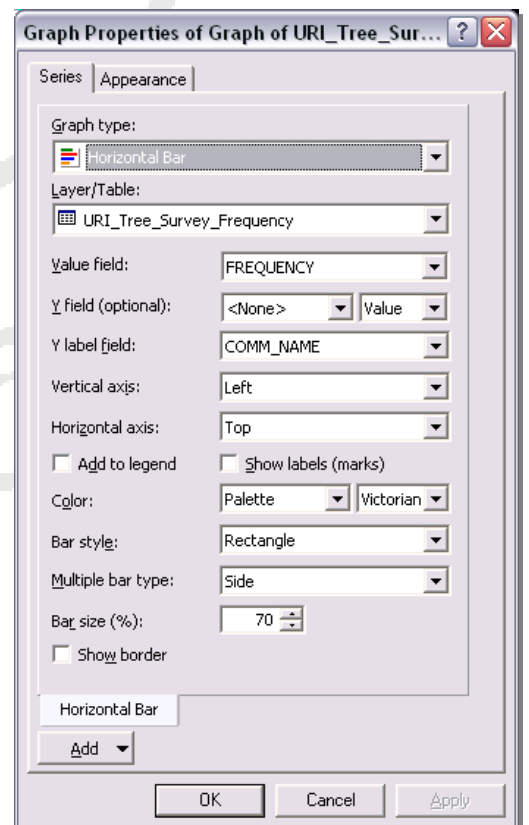 Graph Properties of Graph of URI_Tree_Sur...
Series Appearance
Graph type:
Horizontal Bar
Layer/Table:
URI_Tree_Survey_Frequency
Value field: FREQUENCY
Y field (optional): <None> Value
Y label field: COMM_NAME
Vertical axis: Left
Horizontal axis: Top
Add to legend Show labels (marks)
Color: Palette Victorian
Bar style: Rectangle
Multiple bar type: Side
Bar size (%): 70
Show border
Horizontal Bar
Add
OK Cancel Apply